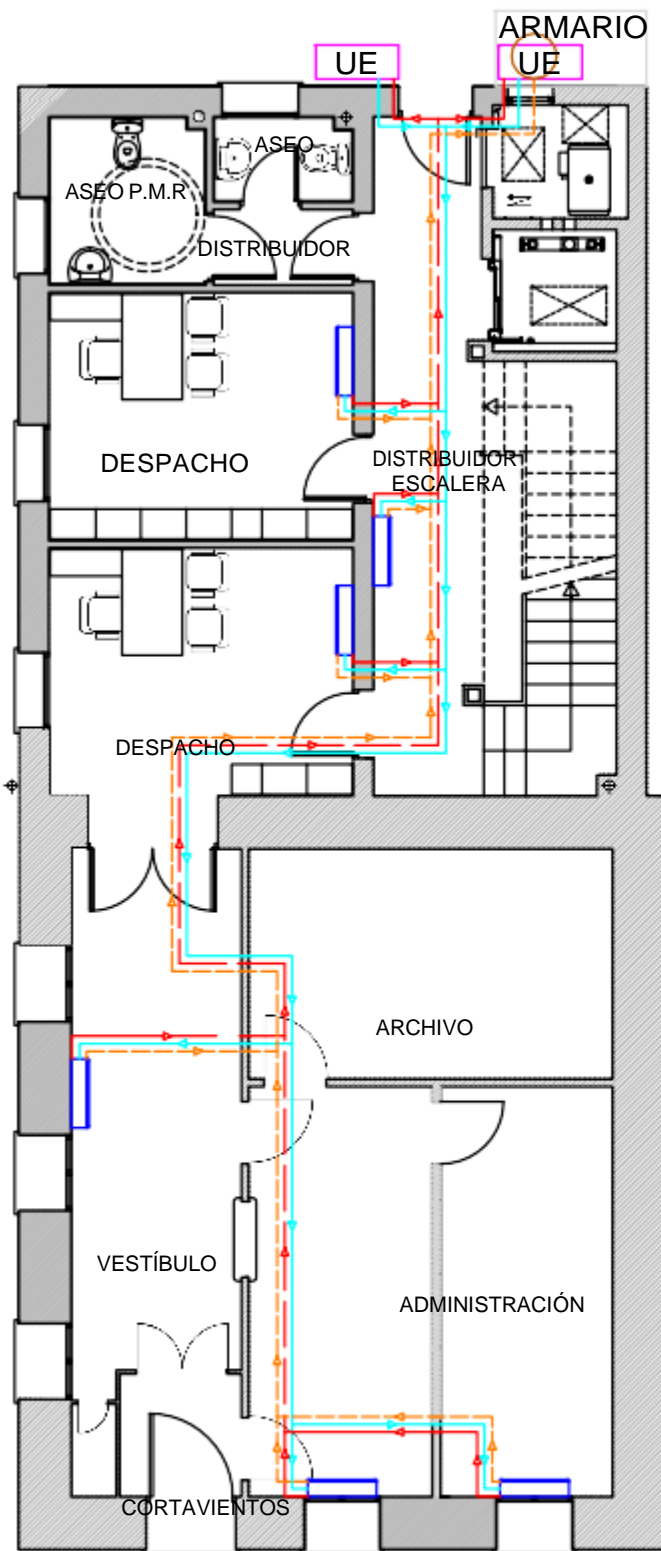 ARMARIO
UE
UE
ASEO
ASEO P.M.R
DISTRIBUIDOR
DESPACHO
DISTRIBUIDOR
ESCALERA
DESPACHO
ARCHIVO
VESTÍBULO
ADMINISTRACIÓN
CORTAVIENTOS